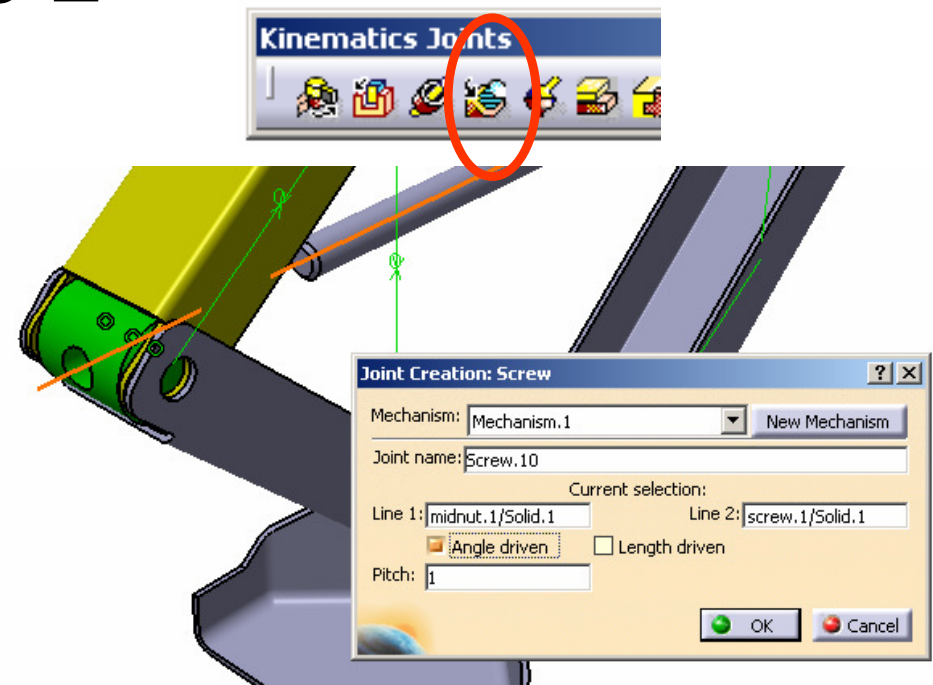 Kinematics Joints
Joint Creation: Screw
Mechanism: Mechanism.1 New Mechanism
Joint name: Screw.10
Current selection:
Line 1: midnut.1/Solid.1 Line 2: screw.1/Solid.1
Angle driven Length driven
Pitch: 1
OK Cancel